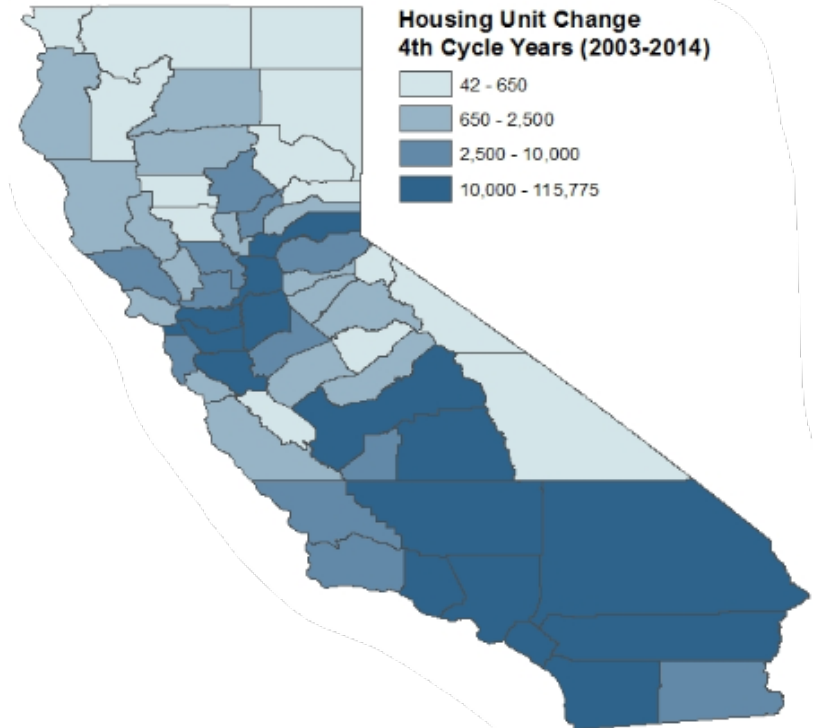 Housing Unit Change
4th Cycle Years (2003-2014)
42 - 650
650 - 2,500
2,500 - 10,000
10,000 - 115,775